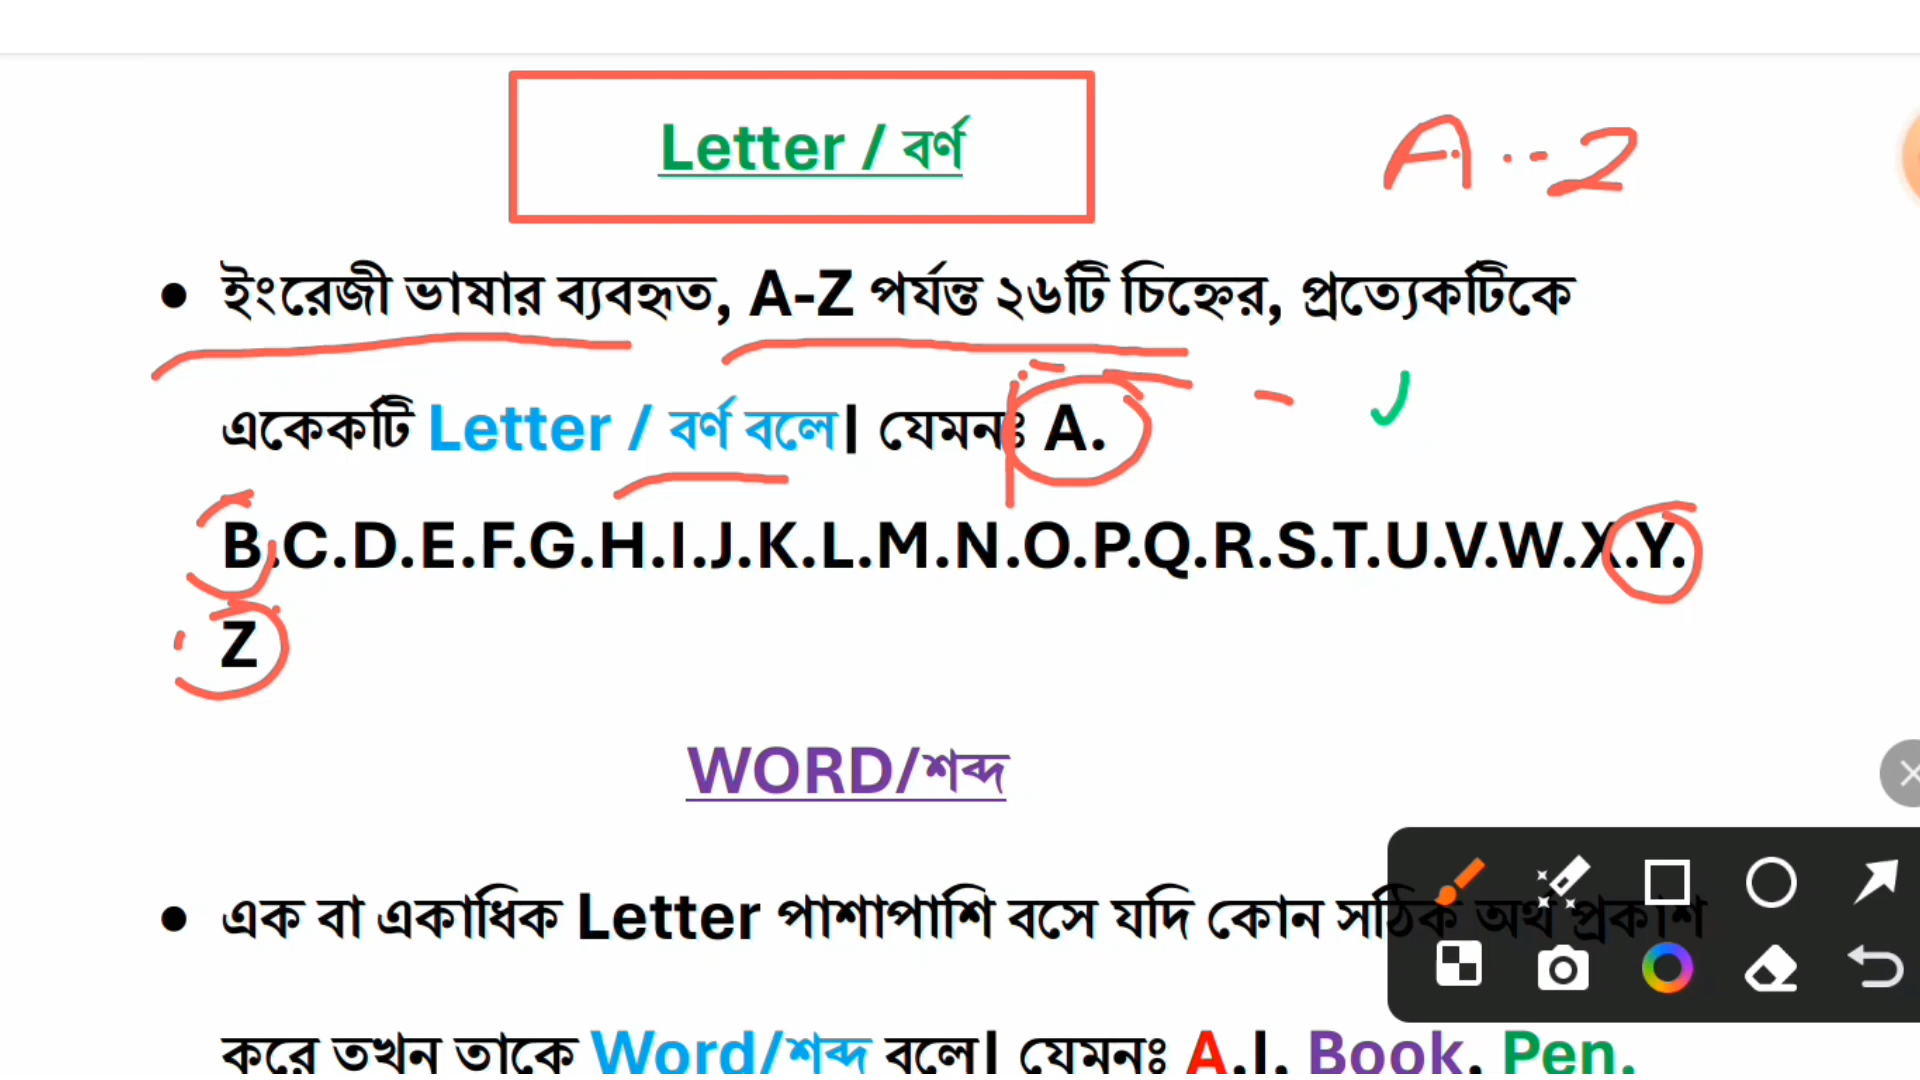 Letter / বর্ণ
A--2
• ইংরেজী ভাষার ব্যবহৃত, A-Z পর্যন্ত ২৬টি চিহ্নের, প্রত্যেকটিকে
একেকটি Letter / বর্ণ বলে। যেমনঃ A.
B.C.D.E.F.G.H.I.J.K.L.M.N.O.P.Q.R.S.T.U.V.W.X.Y.
Z
WORD/শব্দ
• এক বা একাধিক Letter পাশাপাশি বসে যদি কোন সঠিক অর্থ প্রকাশ
করে তখন তাকে Word/শব্দ বলে। যেমনঃ A.I. Book. Pen.